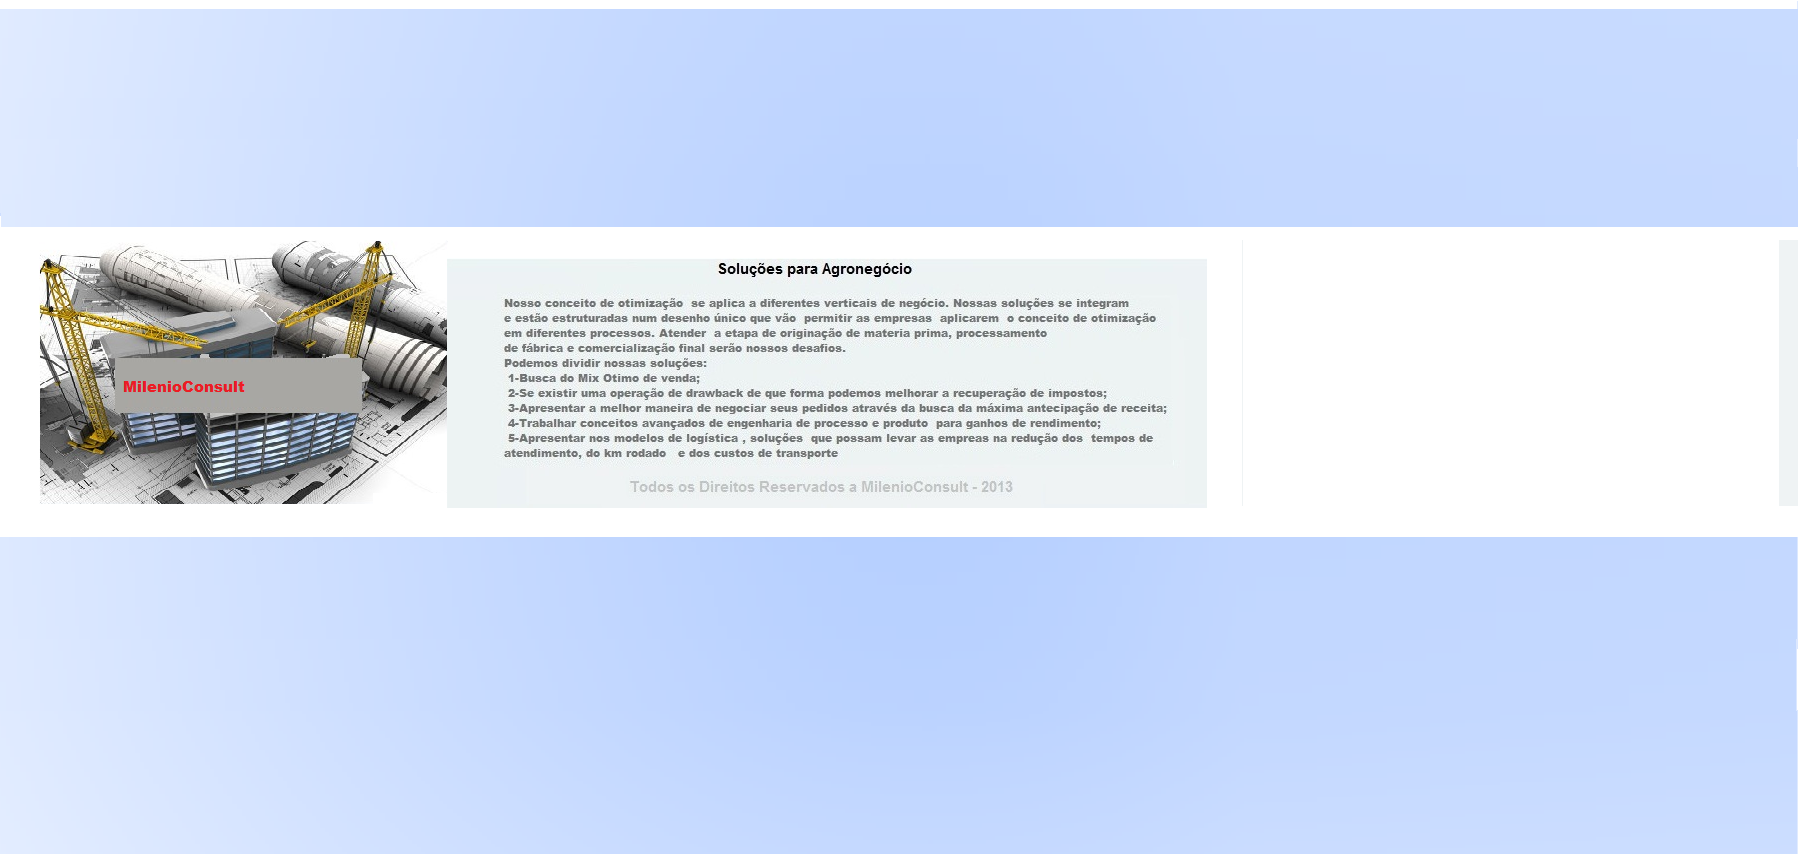 MilenioConsult
Soluções para Agronegócio
Nosso conceito de otimização se aplica a diferentes verticais de negócio. Nossas soluções se integram
e estão estruturadas num desenho único que vão permitir as empresas aplicarem o conceito de otimização
em diferentes processos. Atender a etapa de originação de materia prima, processamento
de fábrica e comercialização final serão nossos desafios.
Podemos dividir nossas soluções:
1-Busca do Mix Otimo de venda;
2-Se existir uma operação de drawback de que forma podemos melhorar a recuperação de impostos;
3-Apresentar a melhor maneira de negociar seus pedidos através da busca da máxima antecipação de receita;
4-Trabalhar conceitos avançados de engenharia de processo e produto para ganhos de rendimento;
5-Apresentar nos modelos de logística , soluções que possam levar as empreas na redução dos tempos de
atendimento, do km rodado e dos custos de transporte
Todos os Direitos Reservados a MilenioConsult - 2013